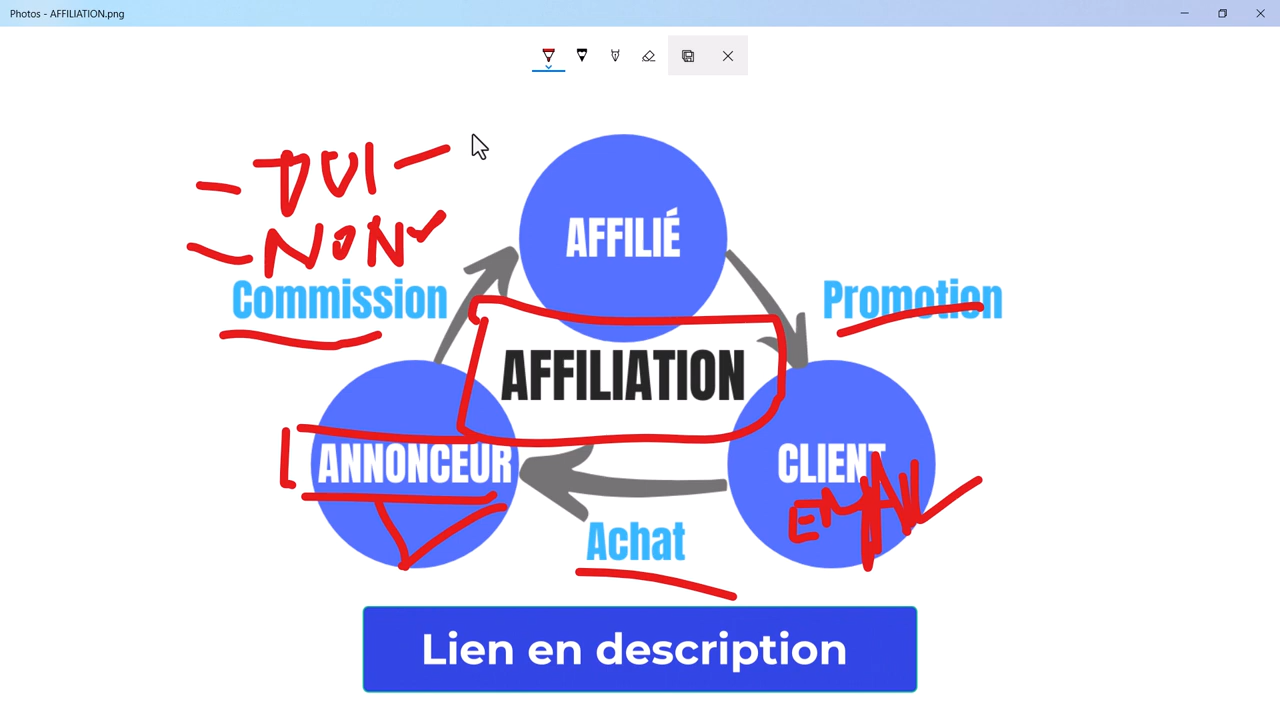 Photos - AFFILIATION.png
- OUI -
- NON
AFFILIÉ
Commission
Promotion
AFFILIATION
ANNONCEUR
CLIENT
EMAIL
Achat
Lien en description